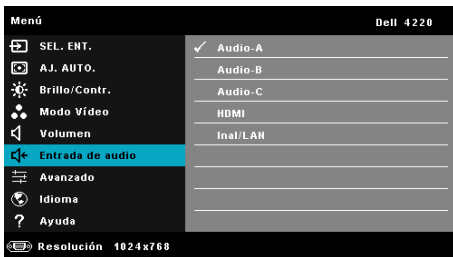 Menú Dell 4220
SEL. ENT.
AJ. AUTO.
Brillo/Contr.
Modo Vídeo
Volumen
Entrada de audio
Avanzado
Idioma
Ayuda
✓ Audio-A
Audio-B
Audio-C
HDMI
Inal/LAN
Resolución 1024x768